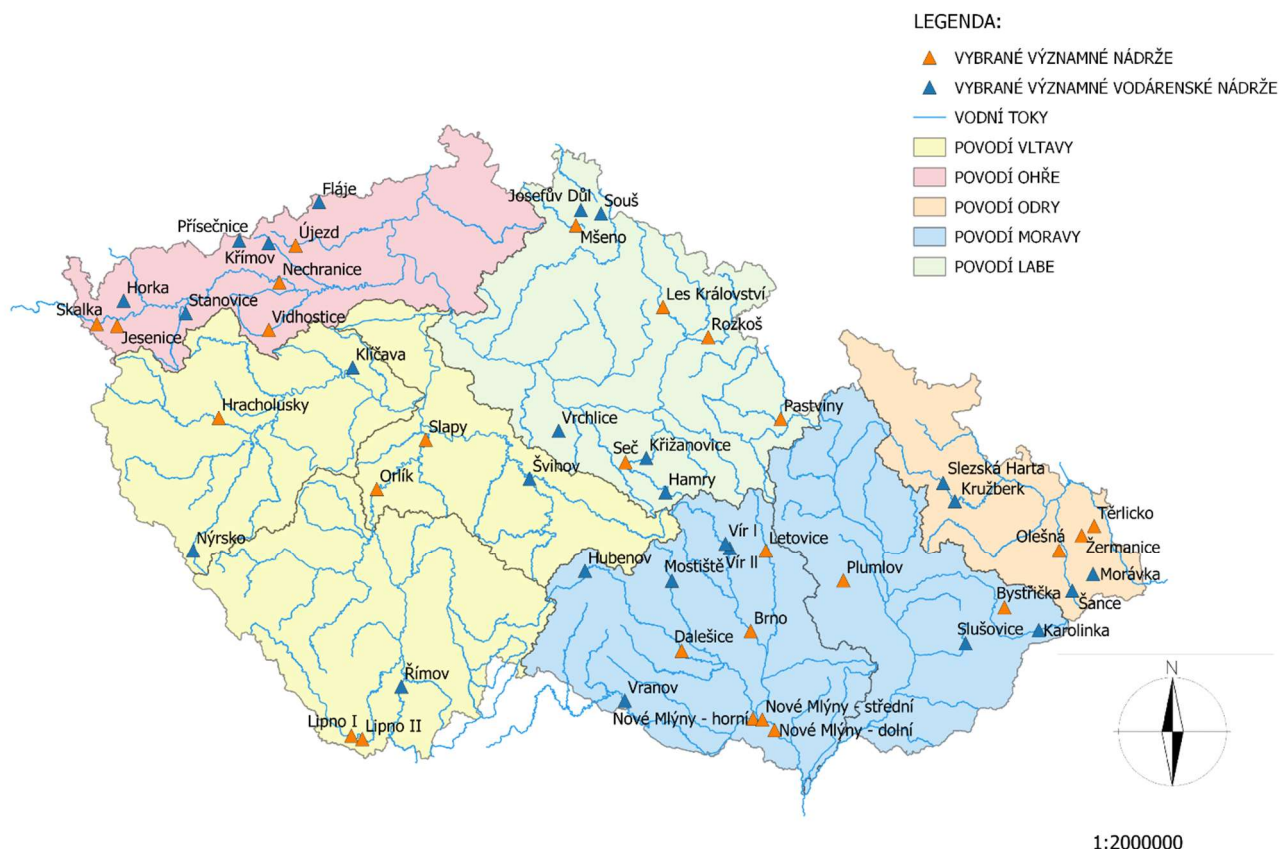 LEGENDA:
VYBRANÉ VÝZNAMNÉ NÁDRŽE
VYBRANÉ VÝZNAMNÉ VODÁRENSKÉ NÁDRŽE
VODNÍ TOKY
POVODÍ VLTAVY
POVODÍ OHŘE
POVODÍ ODRY
POVODÍ MORAVY
POVODÍ LABE
Fláje
Josefův Důl
Souš
Přísečnice
Újezd
Mšeno
Křímov
Nechranice
Horka
Stanovice
Les Království
Skalka
Jesenice
Vidhostice
Rozkoš
Klíčava
Hracholusky
Pastviny
Slapy
Vrchlice
Seč
Křižanovice
Orlík
Švihov
Hamry
Slezská Harta
Kružberk
Těrlicko
Nýrsko
Vír I
Letovice
Olešná
Žermanice
Hubenov
Mostiště
Vír II
Plumlov
Morávka
Šance
Bystřička
Brno
Slušovice
Karolinka
Dalešice
Římov
Vranov
N
Nové Mlýny - střední
Nové Mlýny - horní
Lipno I
Lipno II
Nové Mlýny - dolní
1:2000000